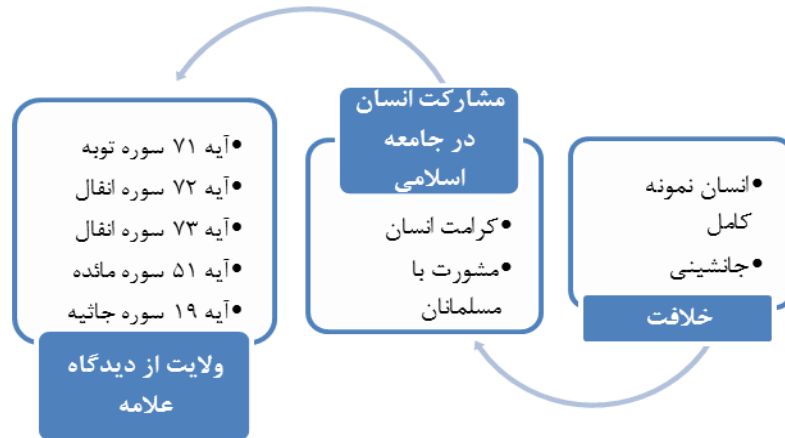 •انسان نمونه
کامل
•جانشینی
خلافت
مشارکت انسان
در جامعه
اسلامی
•کرامت انسان
•مشورت با
مسلمانان
•آیه ۷۱ سوره توبه
•آیه ۷۲ سوره انفال
•آیه ۷۳ سوره انفال
•آیه ۵۱ سوره مائده
•آیه ۱۹ سوره جاثیه
ولایت از دیدگاه
علامه